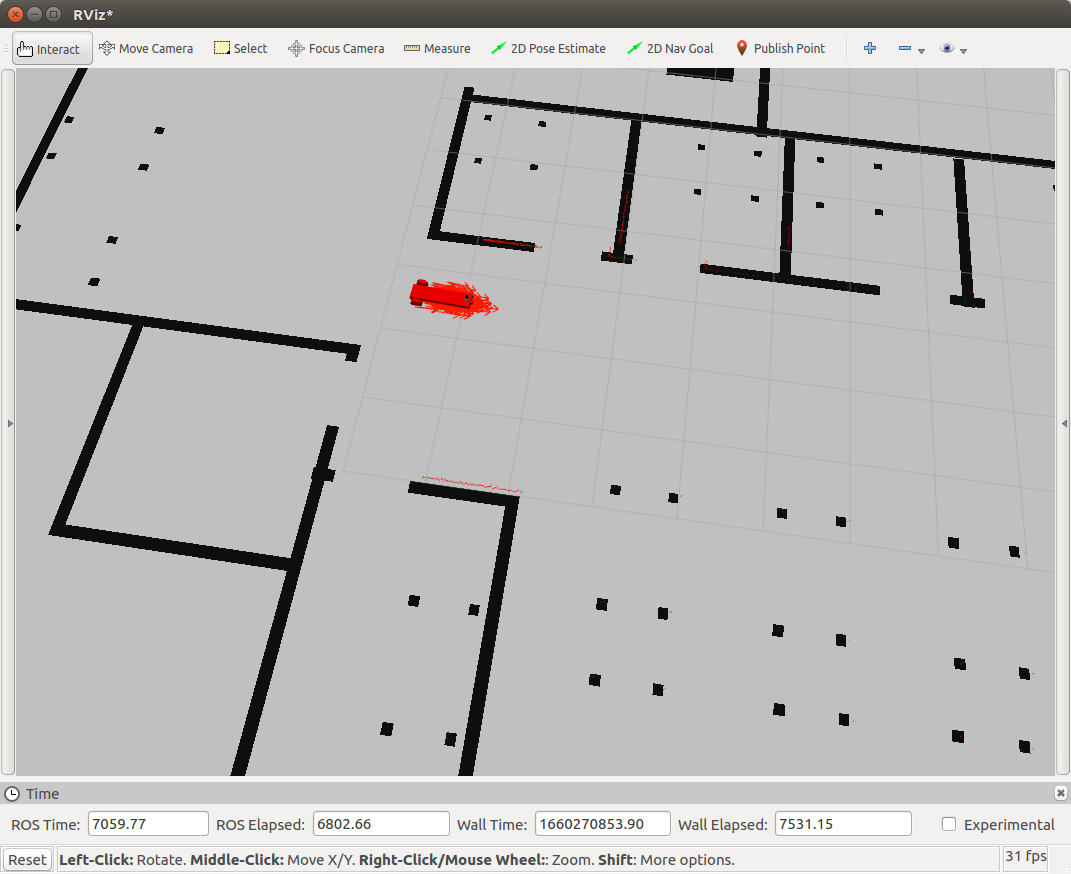 RViz*
Interact Move Camera Select Focus Camera Measure 2D Pose Estimate 2D Nav Goal Publish Point
Time
ROS Time: 7059.77 ROS Elapsed: 6802.66 Wall Time: 1660270853.90 Wall Elapsed: 7531.15 Experimental
Reset Left-Click: Rotate. Middle-Click: Move X/Y. Right-Click/Mouse Wheel:: Zoom. Shift: More options. 31 fps